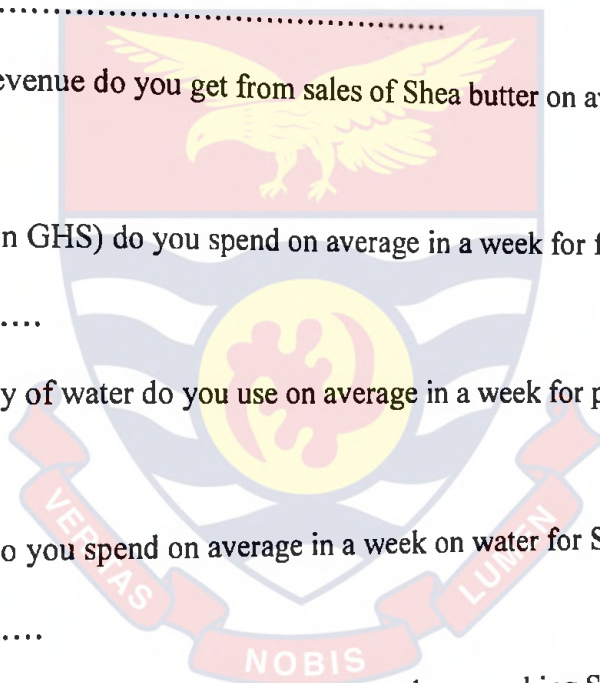 evenue do you get from sales of Shea butter on a
n GHS) do you spend on average in a week for f
.....
y of water do you use on average in a week for p
o you spend on average in a week on water for S
.....
VERITAS
NOBIS
LUMEN